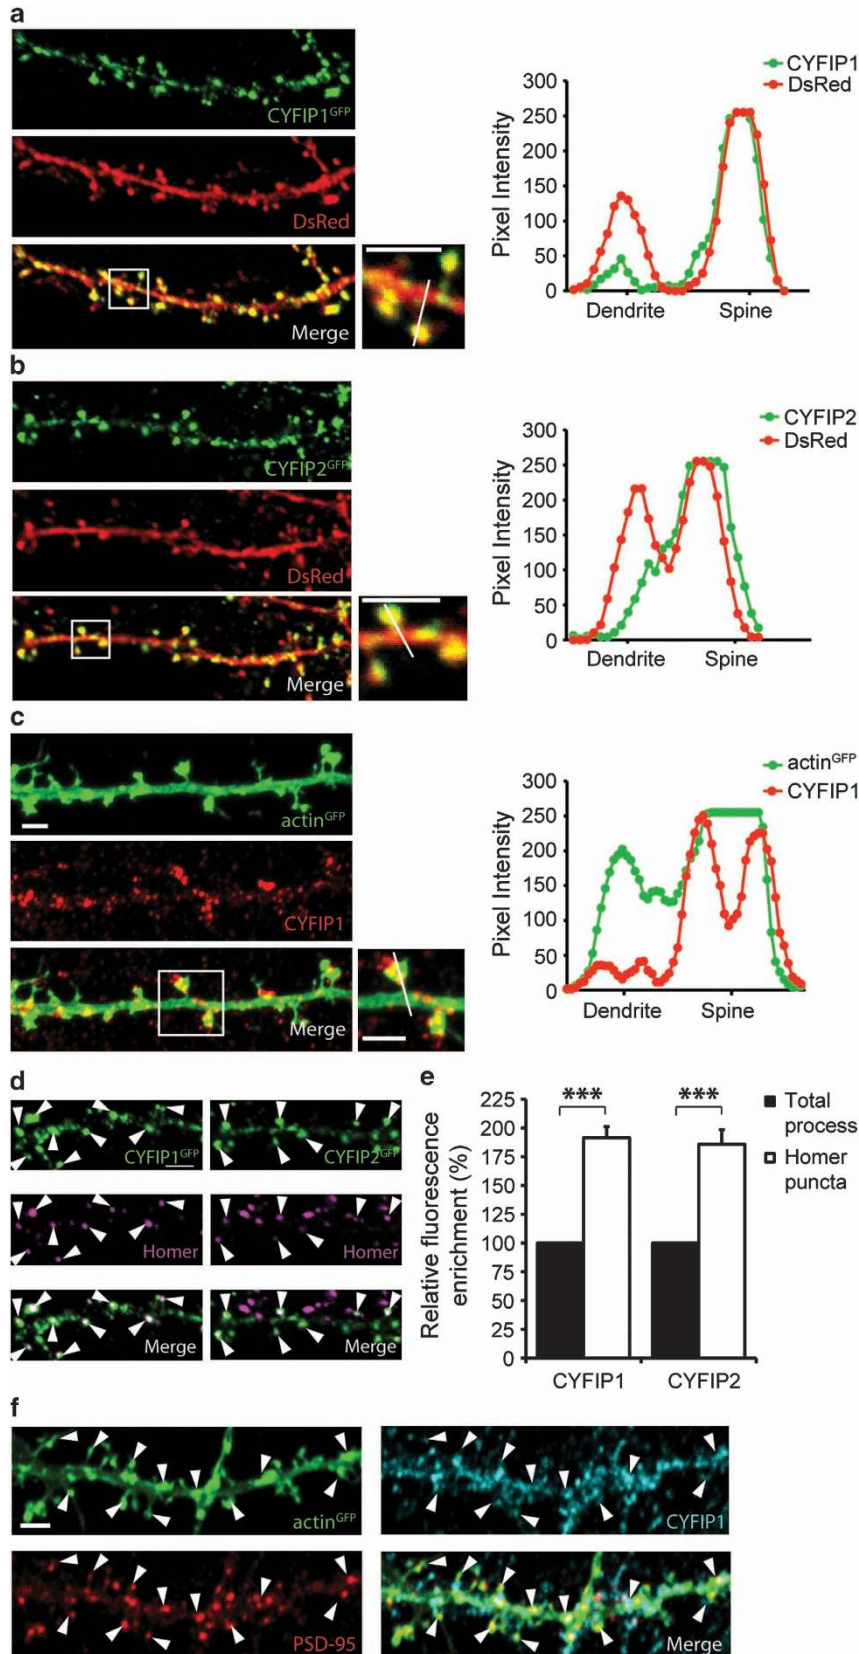 a
CYFIP1GFP
DsRed
Merge
CYFIP1
DsRed
Pixel Intensity
300
250
200
150
100
50
0
Dendrite
Spine
b
CYFIP2GFP
DsRed
Merge
CYFIP2
DsRed
Pixel Intensity
300
250
200
150
100
50
0
Dendrite
Spine
c
actinGFP
CYFIP1
Merge
actinGFP
CYFIP1
Pixel Intensity
300
250
200
150
100
50
0
Dendrite
Spine
d
CYFIP1GFP
CYFIP2GFP
Homer
Homer
Merge
Merge
e
Relative fluorescence
enrichment (%)
225
200
175
150
125
100
75
50
25
0
***
***
CYFIP1
CYFIP2
Total
process
Homer
puncta
f
actinGFP
CYFIP1
PSD-95
Merge